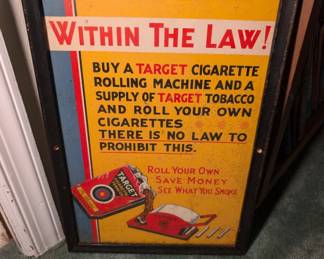 WITHIN THE LAW!
BUY A TARGET CIGARETTE
ROLLING MACHINE AND A
SUPPLY OF TARGET TOBACCO
AND ROLL YOUR OWN
CIGARETTES
THERE IS NO LAW TO
PROHIBIT THIS.
ROLL YOUR OWN
SAVE MONEY
SEE WHAT YOU SMOKE
TARGET